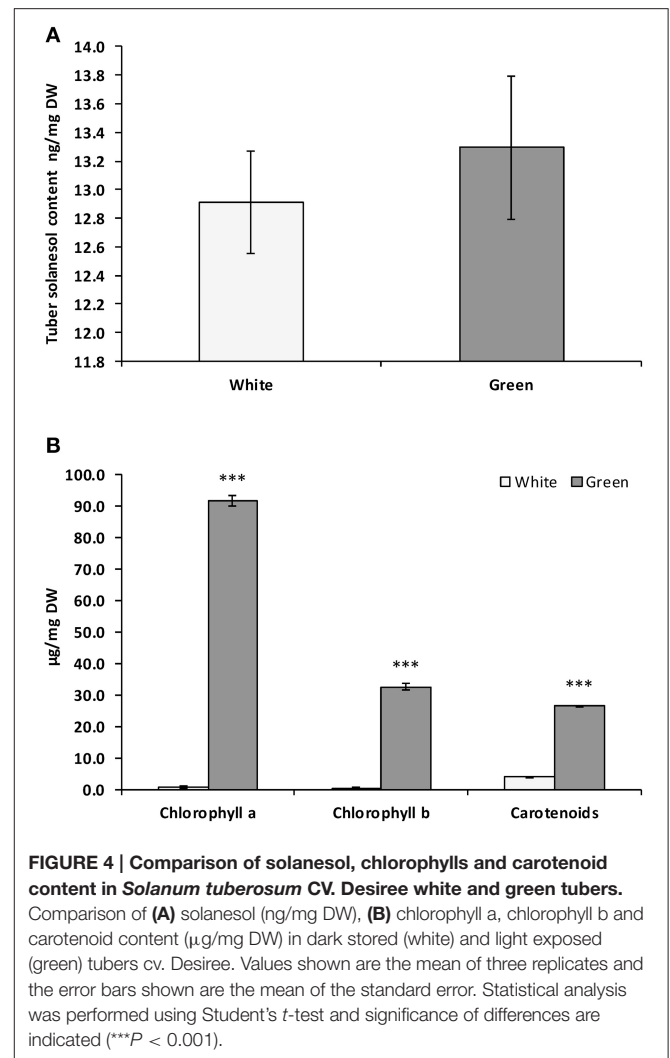 A
Tuber solanesol content ng/mg DW
14.0
13.8
13.6
13.4
13.2
13.0
12.8
12.6
12.4
12.2
12.0
11.8
White
Green
B
µg/mg DW
100.0
90.0
80.0
70.0
60.0
50.0
40.0
30.0
20.0
10.0
0.0
White
Green
***
***
***
Chlorophyll a
Chlorophyll b
Carotenoids
FIGURE 4 | Comparison of solanesol, chlorophylls and carotenoid
content in Solanum tuberosum CV. Desiree white and green tubers.
Comparison of (A) solanesol (ng/mg DW), (B) chlorophyll a, chlorophyll b and
carotenoid content (µg/mg DW) in dark stored (white) and light exposed
(green) tubers cv. Desiree. Values shown are the mean of three replicates and
the error bars shown are the mean of the standard error. Statistical analysis
was performed using Student's t-test and significance of differences are
indicated (***P < 0.001).